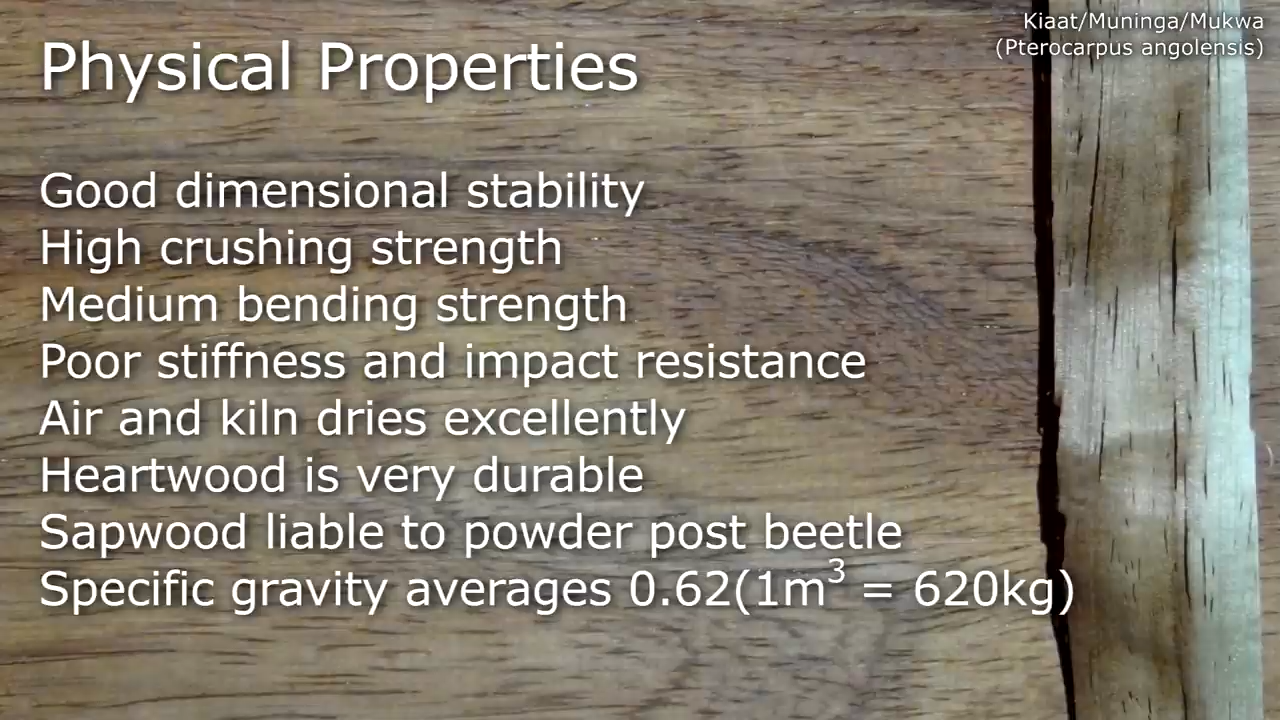 Kiaat/Muninga/Mukwa
(Pterocarpus angolensis)
Physical Properties
Good dimensional stability
High crushing strength
Medium bending strength
Poor stiffness and impact resistance
Air and kiln dries excellently
Heartwood is very durable
Sapwood liable to powder post beetle
Specific gravity averages 0.62(1m³ = 620kg)